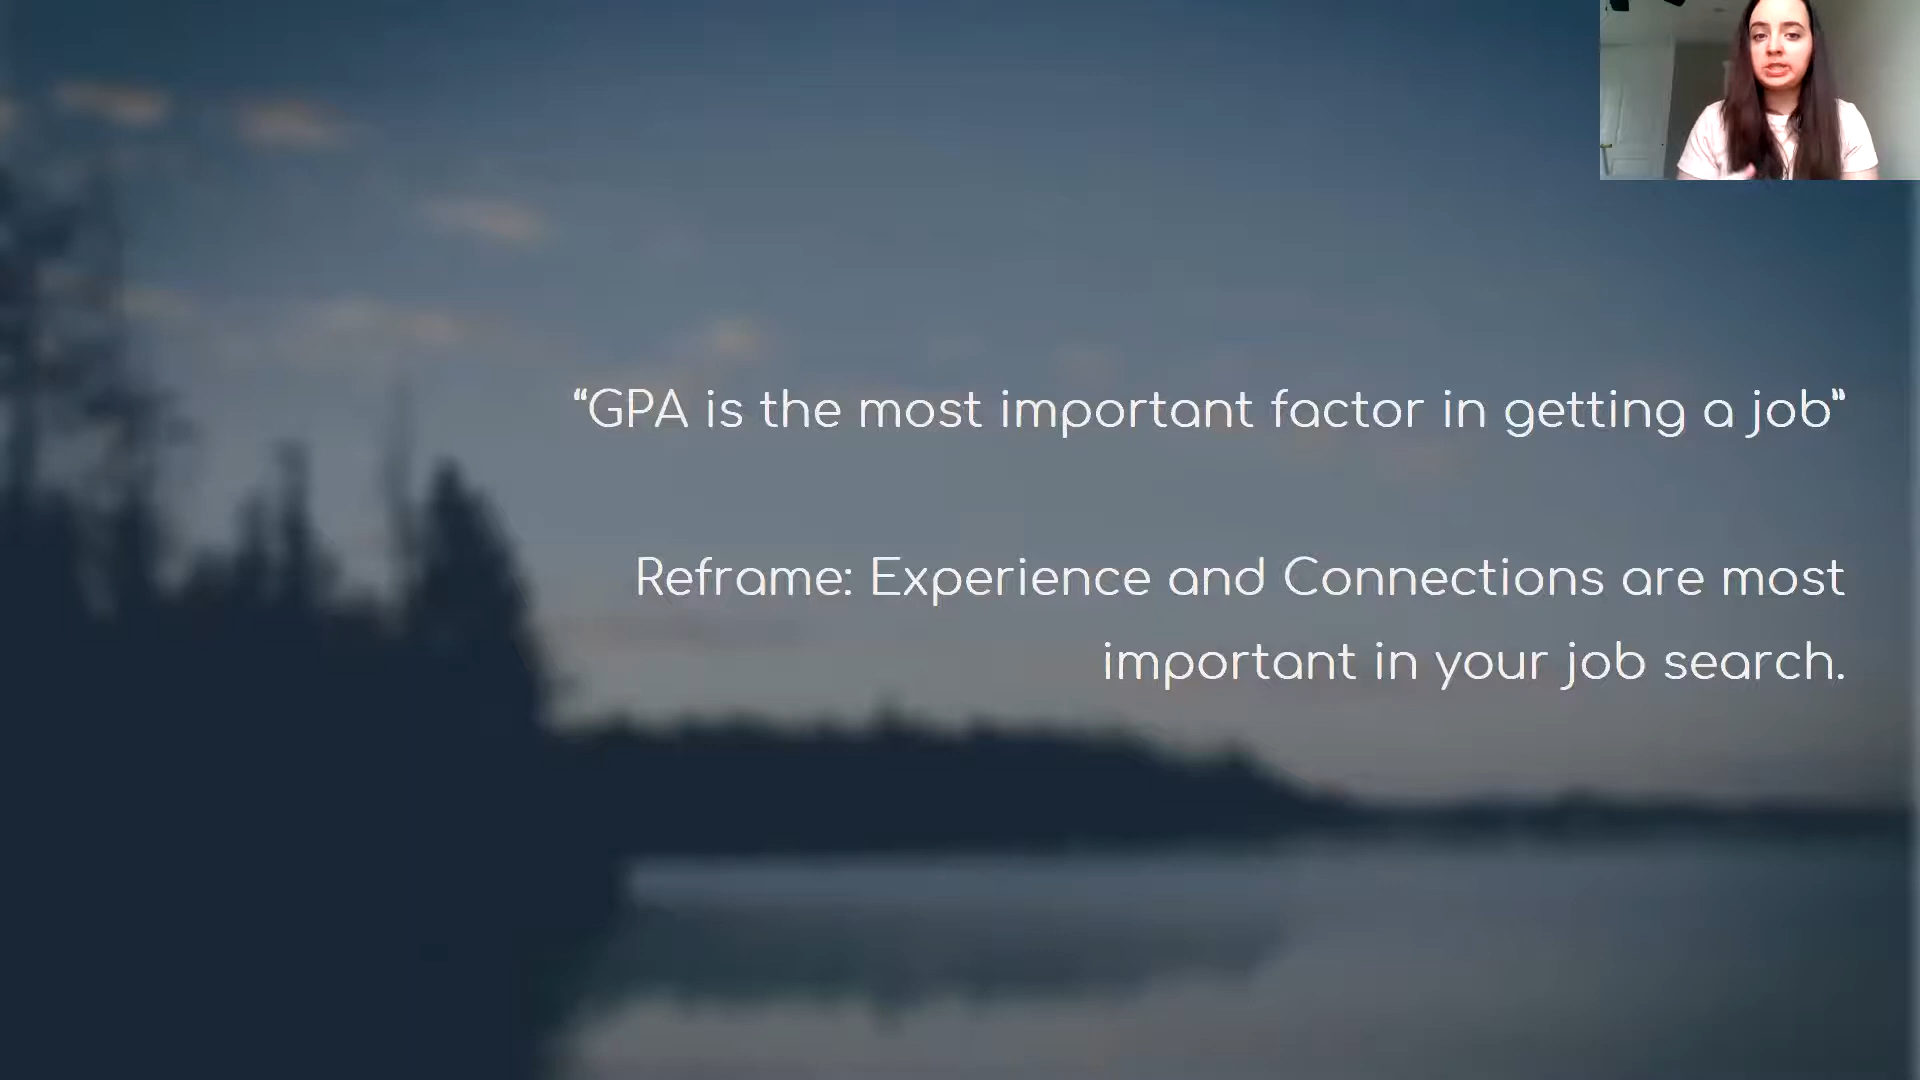 “GPA is the most important factor in getting a job”
Reframe: Experience and Connections are most
important in your job search.